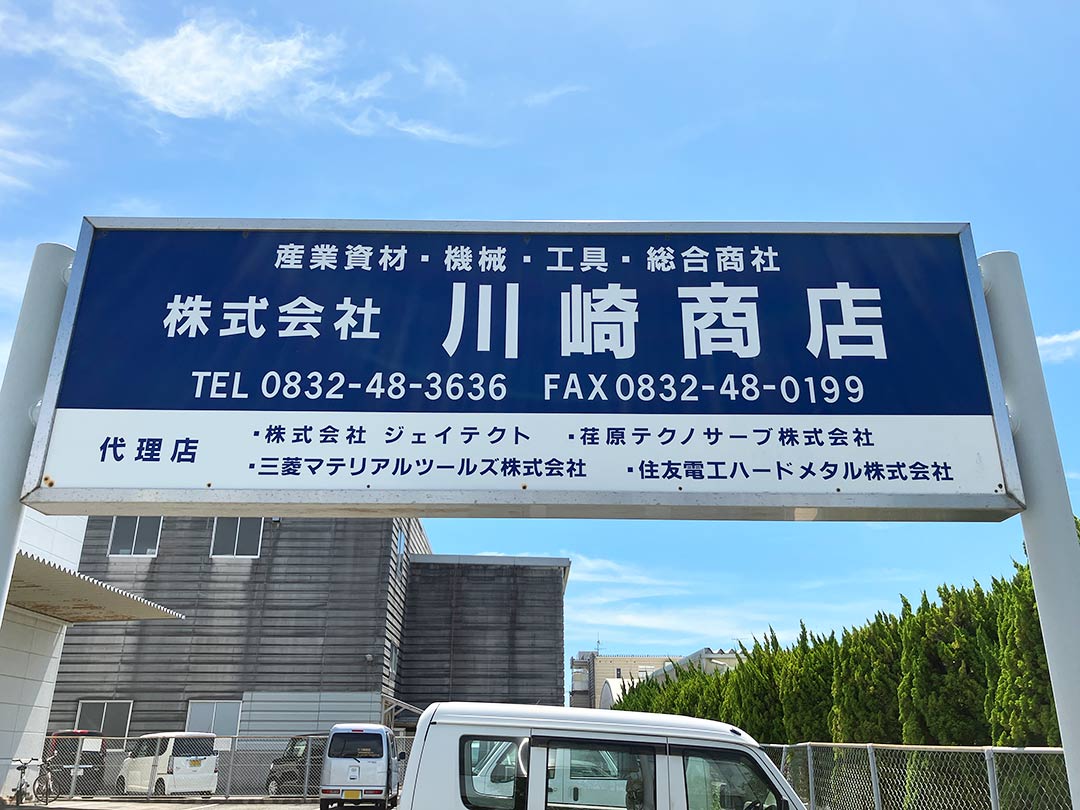 産業資材・機械・工具・総合商社
株式会社 川崎商店
TEL 0832-48-3636 FAX 0832-48-0199
代理店
・株式会社 ジェイテクト ・荏原テクノサーブ株式会社
・三菱マテリアルツールズ株式会社 ・住友電工ハードメタル株式会社